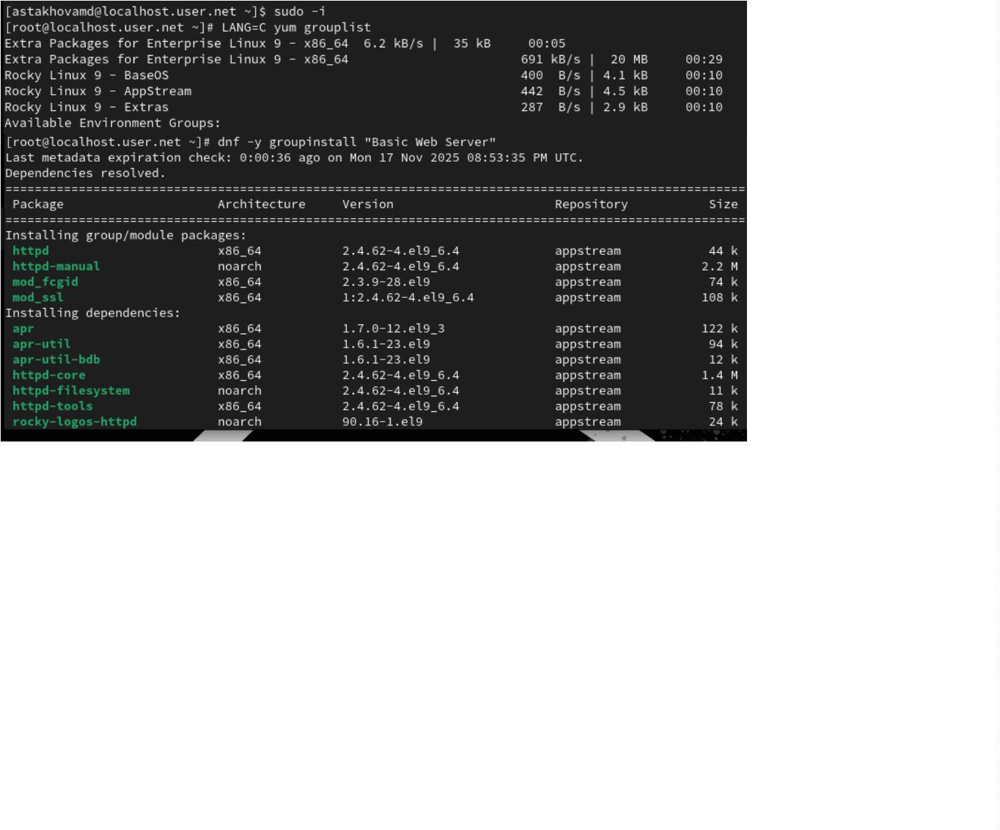 [astakhovamd@localhost.user.net ~]$ sudo -i
[root@localhost.user.net ~]# LANG=C yum grouplist
Extra Packages for Enterprise Linux 9 - x86_64  6.2 kB/s |  35 kB     00:05
Extra Packages for Enterprise Linux 9 - x86_64                       691 kB/s |  20 MB     00:29
Rocky Linux 9 - BaseOS                                               400  B/s | 4.1 kB     00:10
Rocky Linux 9 - AppStream                                            442  B/s | 4.5 kB     00:10
Rocky Linux 9 - Extras                                               287  B/s | 2.9 kB     00:10
Available Environment Groups:
[root@localhost.user.net ~]# dnf -y groupinstall "Basic Web Server"
Last metadata expiration check: 0:00:36 ago on Mon 17 Nov 2025 08:53:35 PM UTC.
Dependencies resolved.
=====================================================================================================
 Package                     Architecture     Version                      Repository           Size
=====================================================================================================
Installing group/module packages:
 httpd                       x86_64           2.4.62-4.el9_6.4             appstream            44 k
 httpd-manual                noarch           2.4.62-4.el9_6.4             appstream           2.2 M
 mod_fcgid                   x86_64           2.3.9-28.el9                 appstream            74 k
 mod_ssl                     x86_64           1:2.4.62-4.el9_6.4           appstream           108 k
Installing dependencies:
 apr                         x86_64           1.7.0-12.el9_3               appstream           122 k
 apr-util                    x86_64           1.6.1-23.el9                 appstream            94 k
 apr-util-bdb                x86_64           1.6.1-23.el9                 appstream            12 k
 httpd-core                  x86_64           2.4.62-4.el9_6.4             appstream           1.4 M
 httpd-filesystem            noarch           2.4.62-4.el9_6.4             appstream            11 k
 httpd-tools                 x86_64           2.4.62-4.el9_6.4             appstream            78 k
 rocky-logos-httpd           noarch           90.16-1.el9                  appstream            24 k